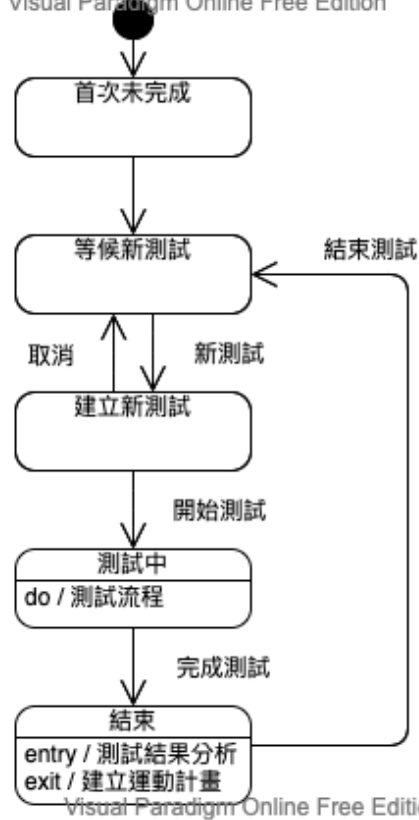 Visual Paradigm Online Free Edition
首次未完成
等候新測試
結束測試
取消
新測試
建立新測試
開始測試
測試中
do / 測試流程
完成測試
結束
entry / 測試結果分析
exit / 建立運動計畫
Visual Paradigm Online Free Editi